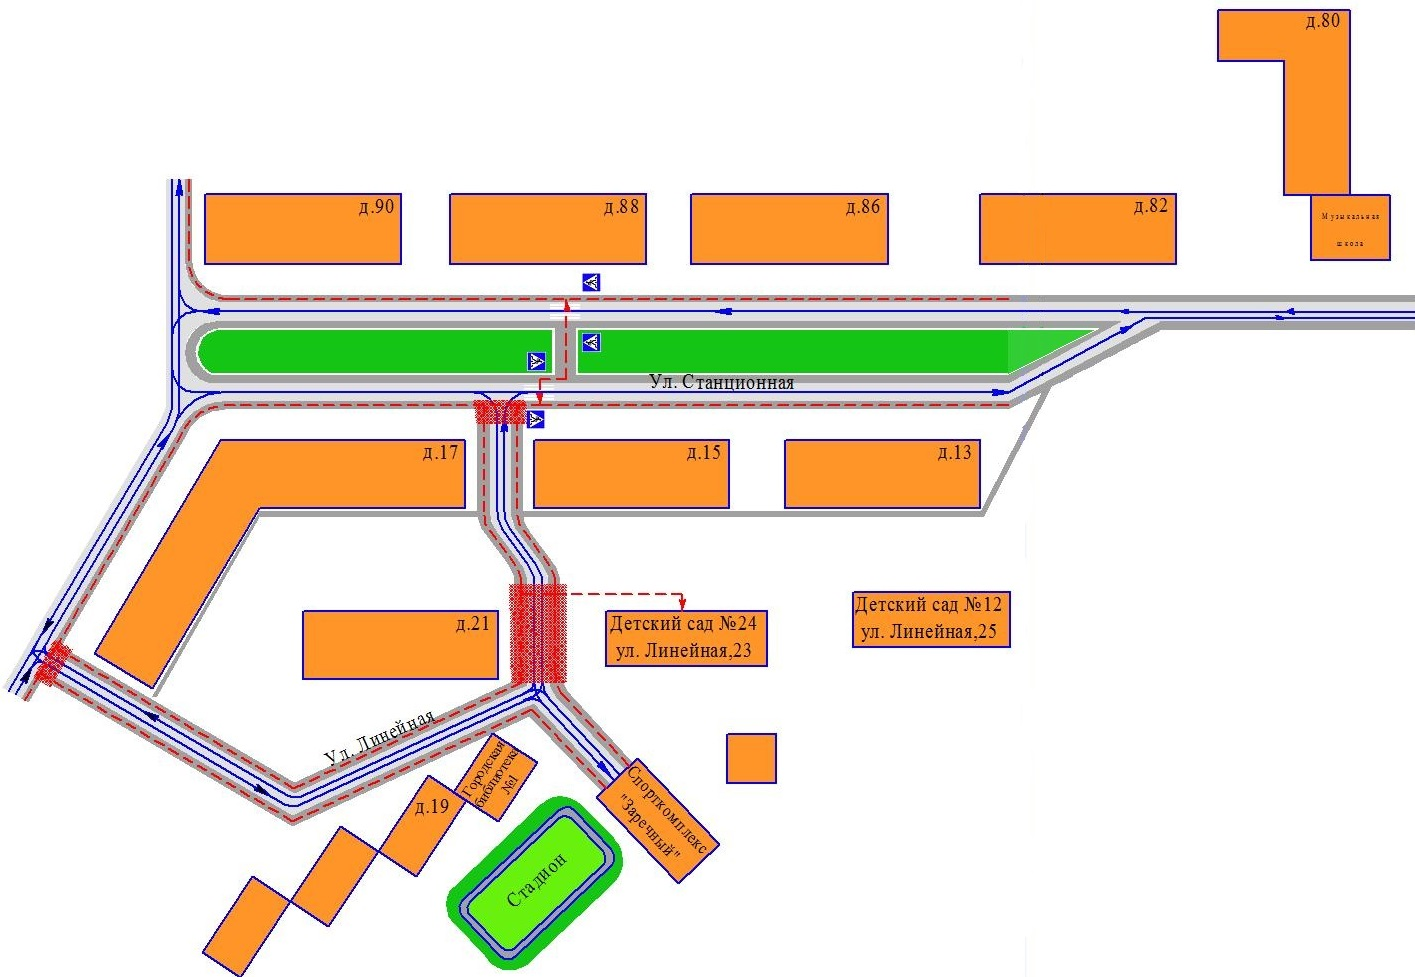 д.80
Музыкальная
школа
д.90
д.88
д.86
д.82
Ул. Станционная
д.17
д.15
д.13
д.21
Детский сад №24
ул. Линейная,23
Детский сад №12
ул. Линейная,25
Ул. Линейная
Городская
библиотека
№1
д.19
Спорткомплекс
"Заречный"
Стадион